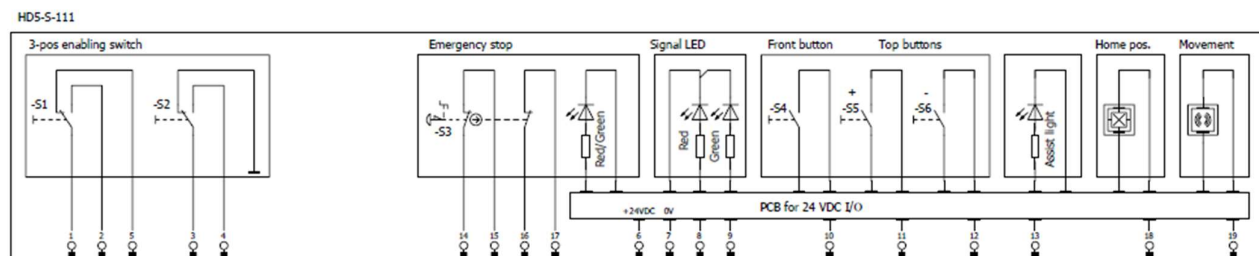 HD5-S-111
3-pos enabling switch
Emergency stop
Signal LED
Front button
Top buttons
Home pos.
Movement
-S1
-S2
-S3
Red/Green
Red
Green
-S4
+
-S5
-
-S6
Assist light
PCB for 24 VDC I/O
+24VDC 0V
1 2 5 3 4 14 15 16 17 6 7 8 9 10 11 12 13 18 19